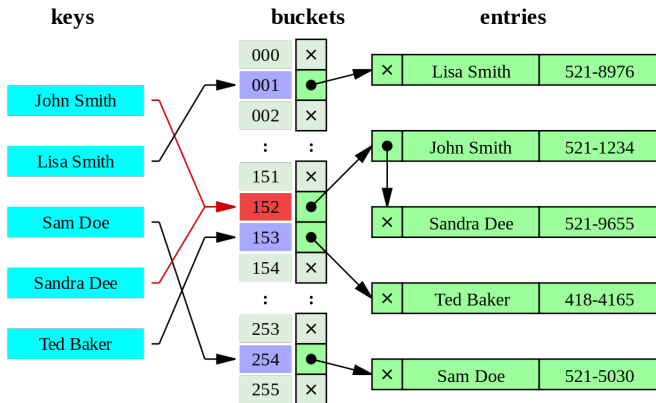 keys buckets entries
000 ×
× Lisa Smith 521-8976
001
John Smith
002 ×
: :
× John Smith 521-1234
Lisa Smith
151 ×
152
Sam Doe
× Sandra Dee 521-9655
153
154 ×
Sandra Dee
: :
× Ted Baker 418-4165
253 ×
Ted Baker
254
× Sam Doe 521-5030
255 ×